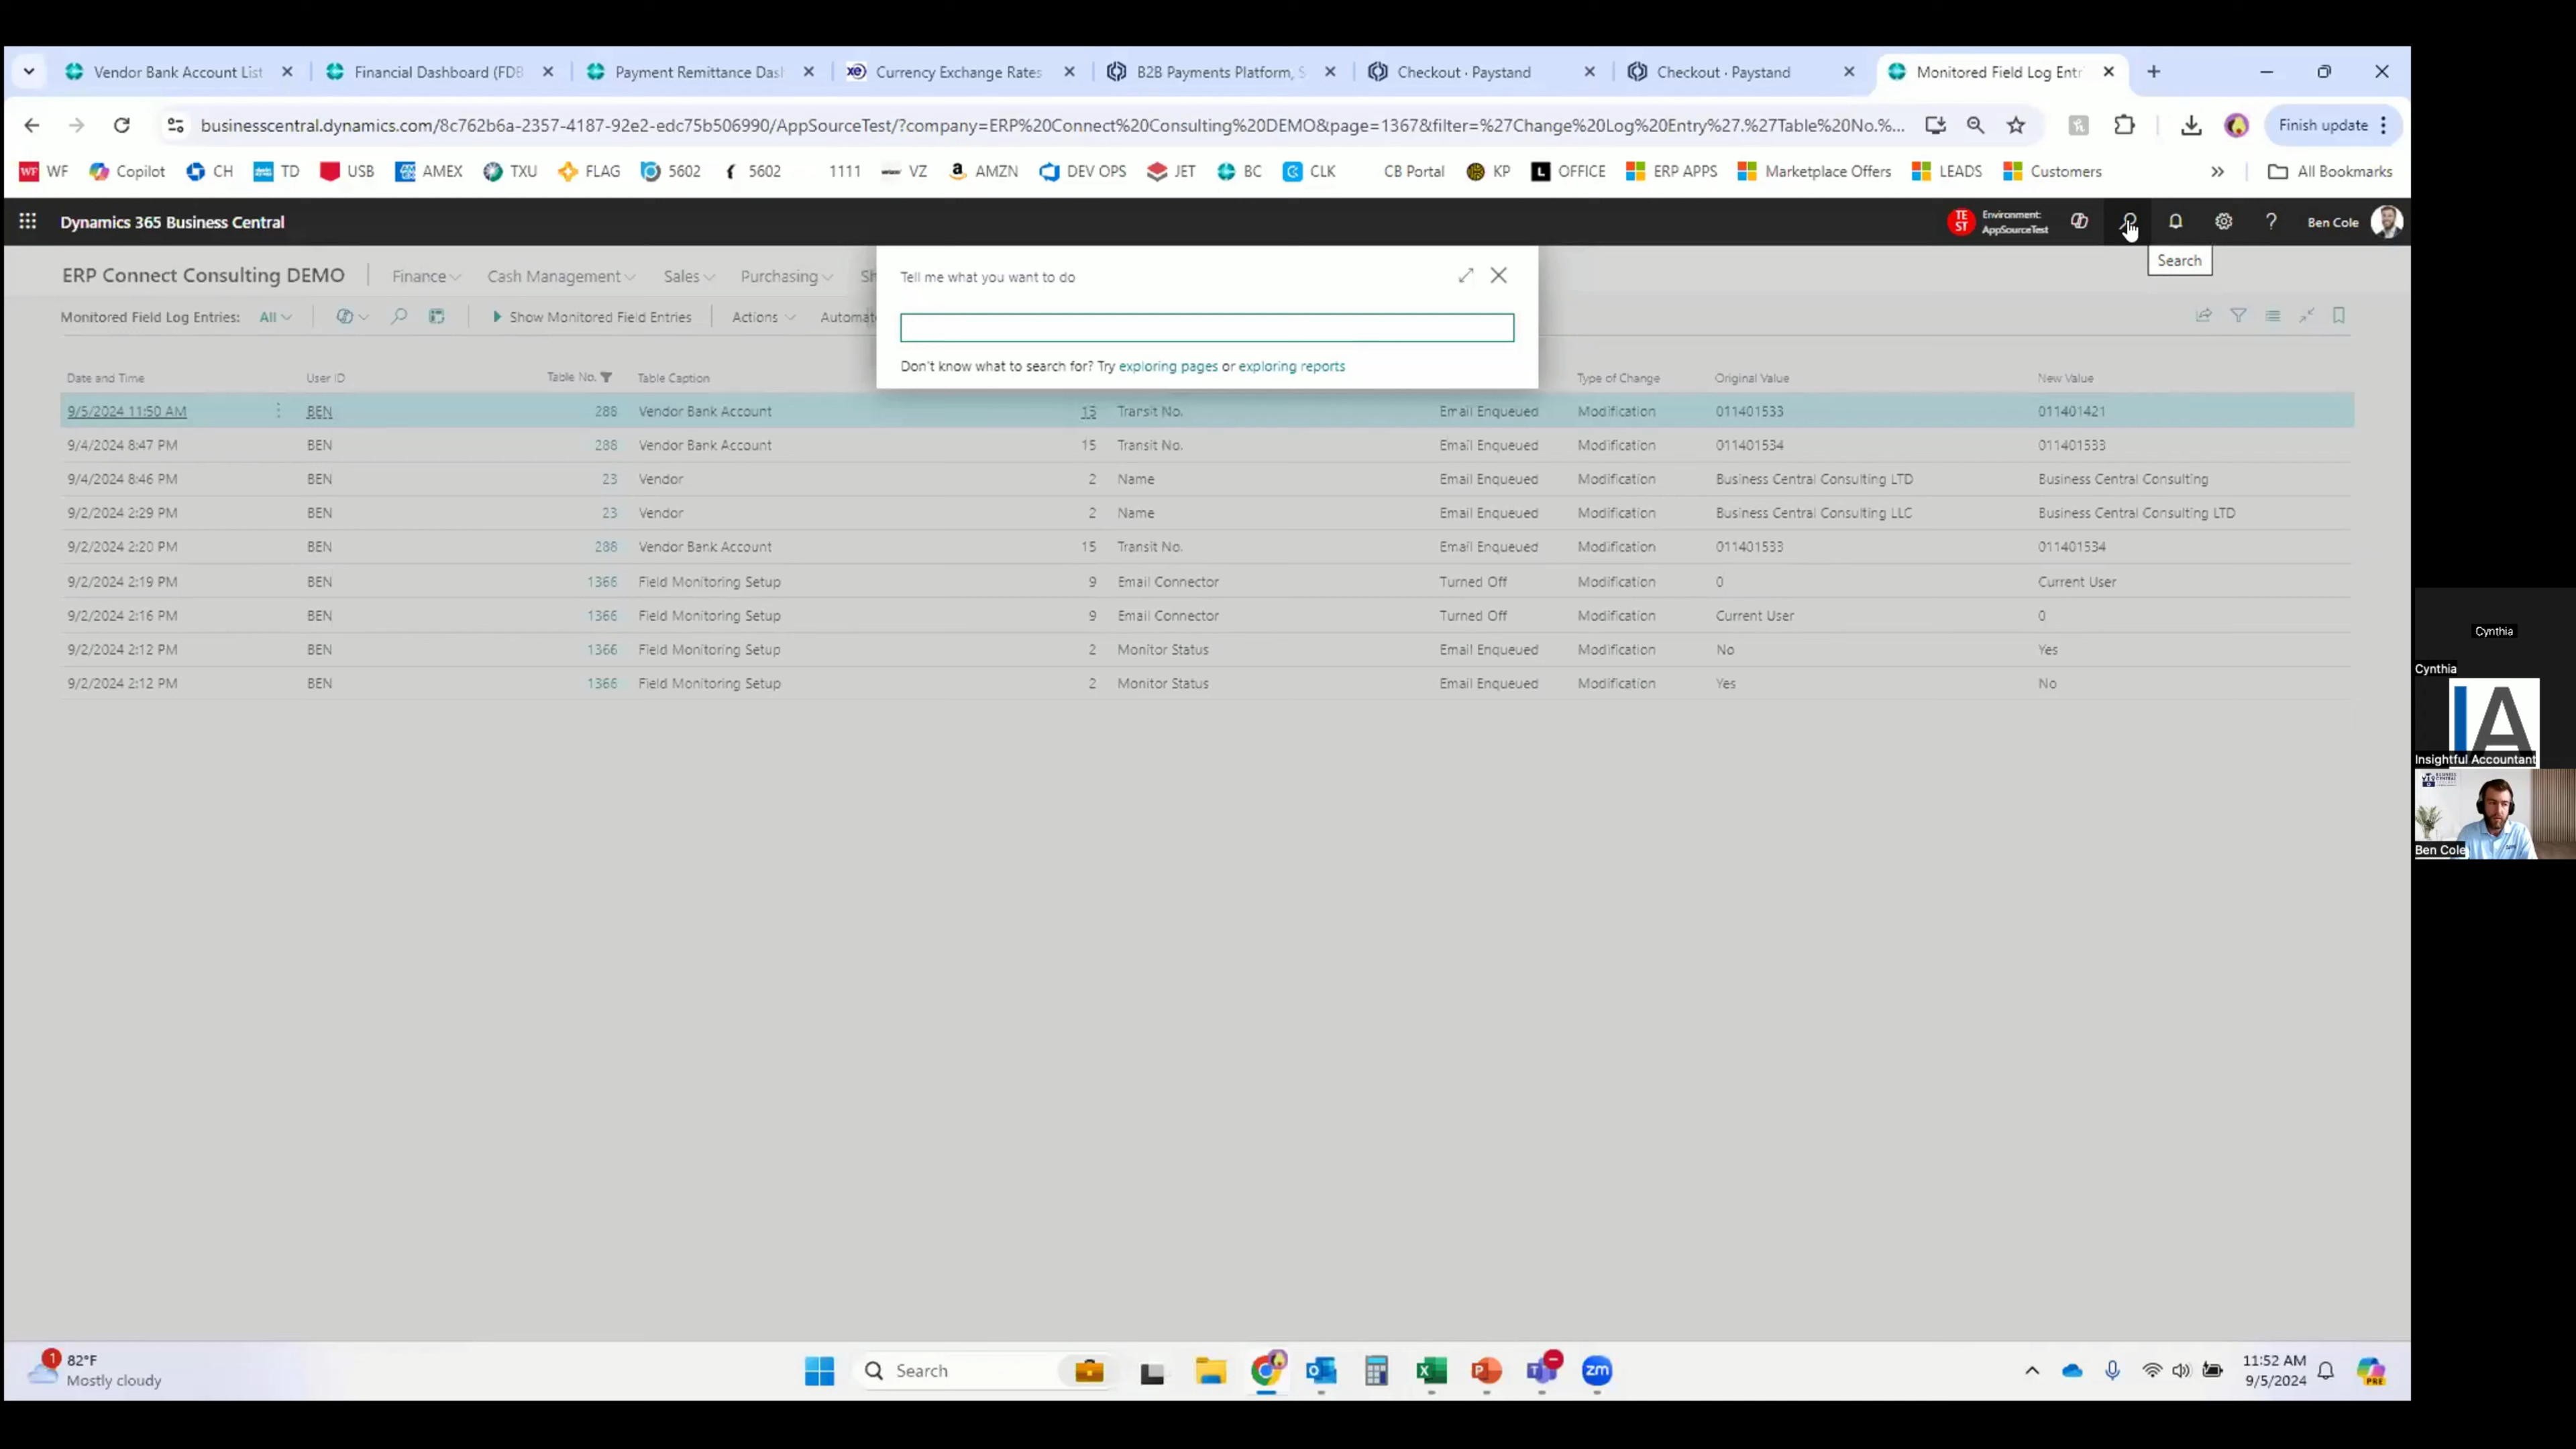 Vendor Bank Account List
Financial Dashboard (FDB
Payment Remittance Das
xe Currency Exchange Rates
B2B Payments Platform, S
Checkout · Paystand
Checkout · Paystand
Monitored Field Log Entr
businesscentral.dynamics.com/8c762b6a-2357-4187-92e2-edc75b506990/AppSourceTest/?company=ERP%20Connect%20Consulting%20DEMO&page=1367&filter=%27Change%20Log%20Entry%27.%27Table%20No.%...
Finish update
WF WF Copilot CH TD USB AMEX TXU FLAG 5602 5602 1111 VZ AMZN DEV OPS JET BC CLK CB Portal KP L OFFICE ERP APPS Marketplace Offers LEADS Customers » All Bookmarks
Dynamics 365 Business Central
TE
ST
Environment:
AppSourceTest
? Ben Cole
Search
ERP Connect Consulting DEMO Finance Cash Management Sales Purchasing Sh
Tell me what you want to do
Don't know what to search for? Try exploring pages or exploring reports
Monitored Field Log Entries: All Show Monitored Field Entries Actions Automat
Date and Time User ID Table No. Table Caption Type of Change Original Value New Value
9/5/2024 11:50 AM BEN 288 Vendor Bank Account 15 Transit No. Email Enqueued Modification 011401533 011401421
9/4/2024 8:47 PM BEN 288 Vendor Bank Account 15 Transit No. Email Enqueued Modification 011401534 011401533
9/4/2024 8:46 PM BEN 23 Vendor 2 Name Email Enqueued Modification Business Central Consulting LTD Business Central Consulting
9/2/2024 2:29 PM BEN 23 Vendor 2 Name Email Enqueued Modification Business Central Consulting LLC Business Central Consulting LTD
9/2/2024 2:20 PM BEN 288 Vendor Bank Account 15 Transit No. Email Enqueued Modification 011401533 011401534
9/2/2024 2:19 PM BEN 1366 Field Monitoring Setup 9 Email Connector Turned Off Modification 0 Current User
9/2/2024 2:16 PM BEN 1366 Field Monitoring Setup 9 Email Connector Turned Off Modification Current User 0
9/2/2024 2:12 PM BEN 1366 Field Monitoring Setup 2 Monitor Status Email Enqueued Modification No Yes
9/2/2024 2:12 PM BEN 1366 Field Monitoring Setup 2 Monitor Status Email Enqueued Modification Yes No
Cynthia
Cynthia
IA
Insightful Accountant
Ben Cole
1
82°F
Mostly cloudy
Search
zm
11:52 AM
9/5/2024
PRE